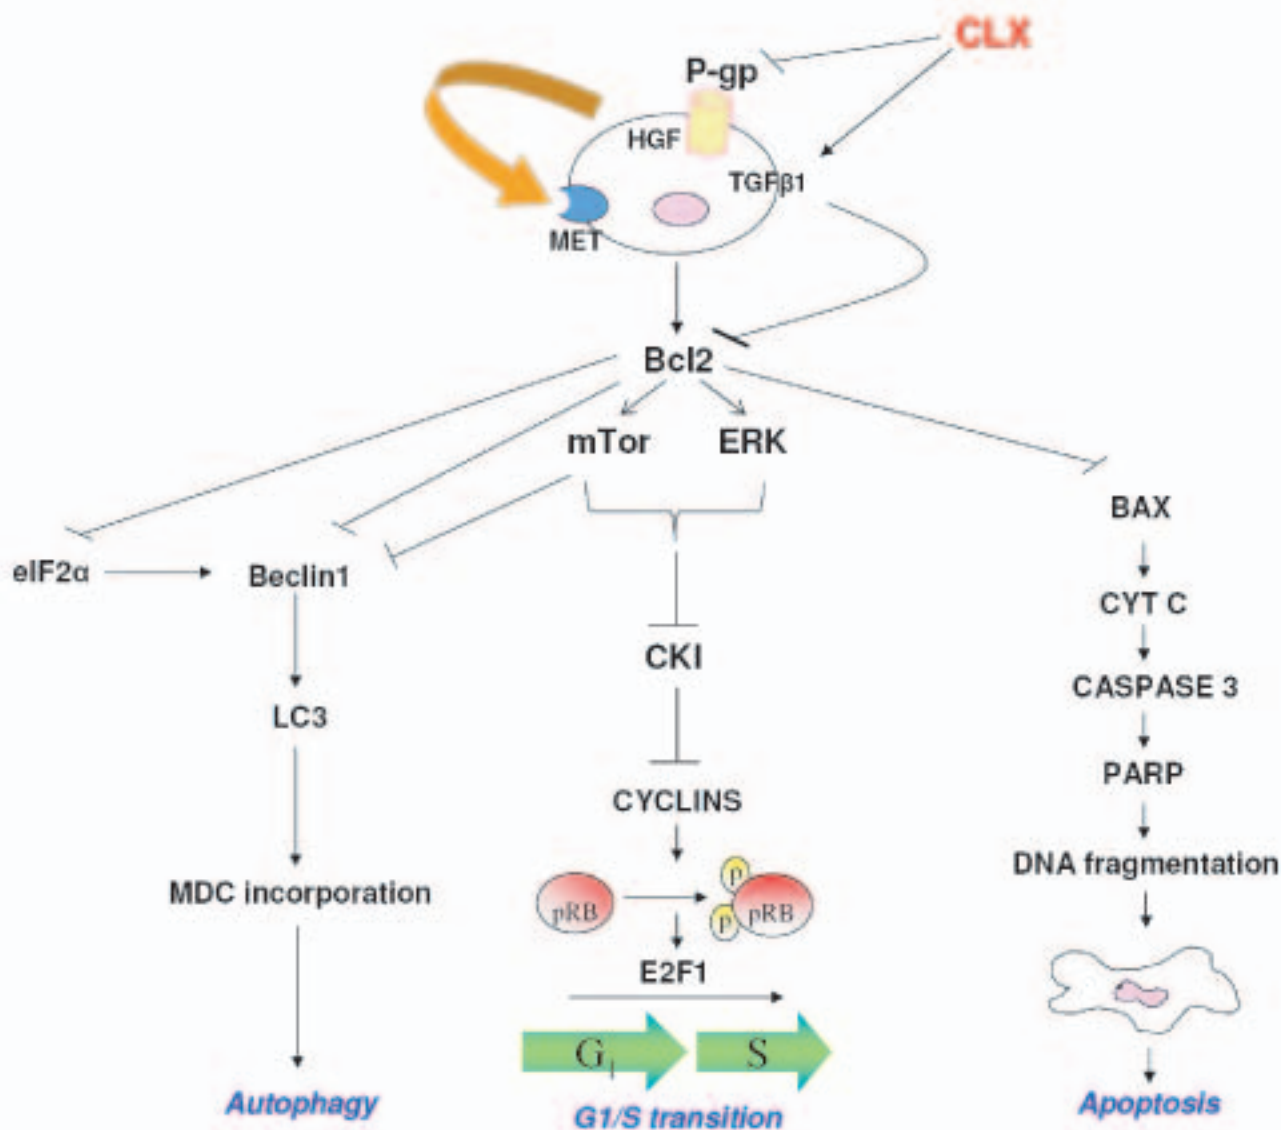 CLX
P-gp
HGF
TGFβ1
MET
Bcl2
mTor
ERK
BAX
eIF2α
Beclin1
CYT C
CKI
CASPASE 3
LC3
PARP
CYCLINS
DNA fragmentation
MDC incorporation
p
pRB
pRB
p
E2F1
G1
S
Autophagy
G1/S transition
Apoptosis